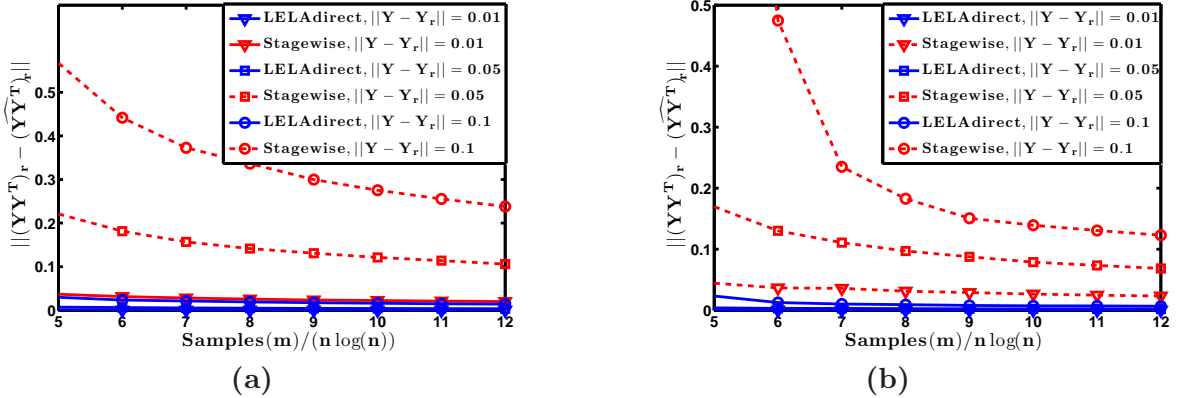 LELAdirect, ||Y − Y_r|| = 0.01
Stagewise, ||Y − Y_r|| = 0.01
LELAdirect, ||Y − Y_r|| = 0.05
Stagewise, ||Y − Y_r|| = 0.05
LELAdirect, ||Y − Y_r|| = 0.1
Stagewise, ||Y − Y_r|| = 0.1
||(YY^T)_r − (\widehat{YY^T})_r||
0.5
0.4
0.3
0.2
0.1
0
5 6 7 8 9 10 11 12
Samples(m)/(n log(n))
(a)
LELAdirect, ||Y − Y_r|| = 0.01
Stagewise, ||Y − Y_r|| = 0.01
LELAdirect, ||Y − Y_r|| = 0.05
Stagewise, ||Y − Y_r|| = 0.05
LELAdirect, ||Y − Y_r|| = 0.1
Stagewise, ||Y − Y_r|| = 0.1
||(YY^T)_r − (\widehat{YY^T})_r||
0.5
0.4
0.3
0.2
0.1
0
5 6 7 8 9 10 11 12
Samples(m)/n log(n)
(b)